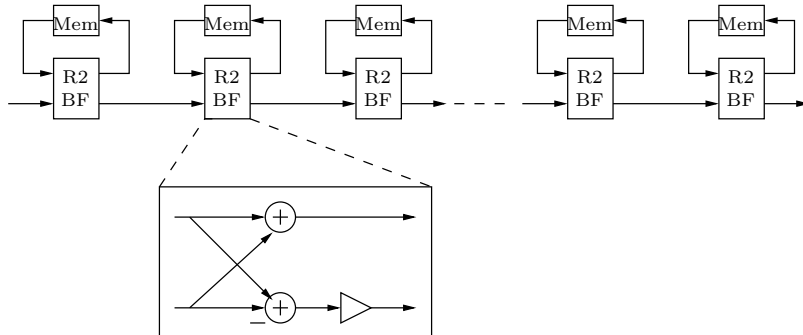 Mem Mem Mem Mem Mem
R2 R2 R2 R2 R2
BF BF BF BF BF
+
+
−